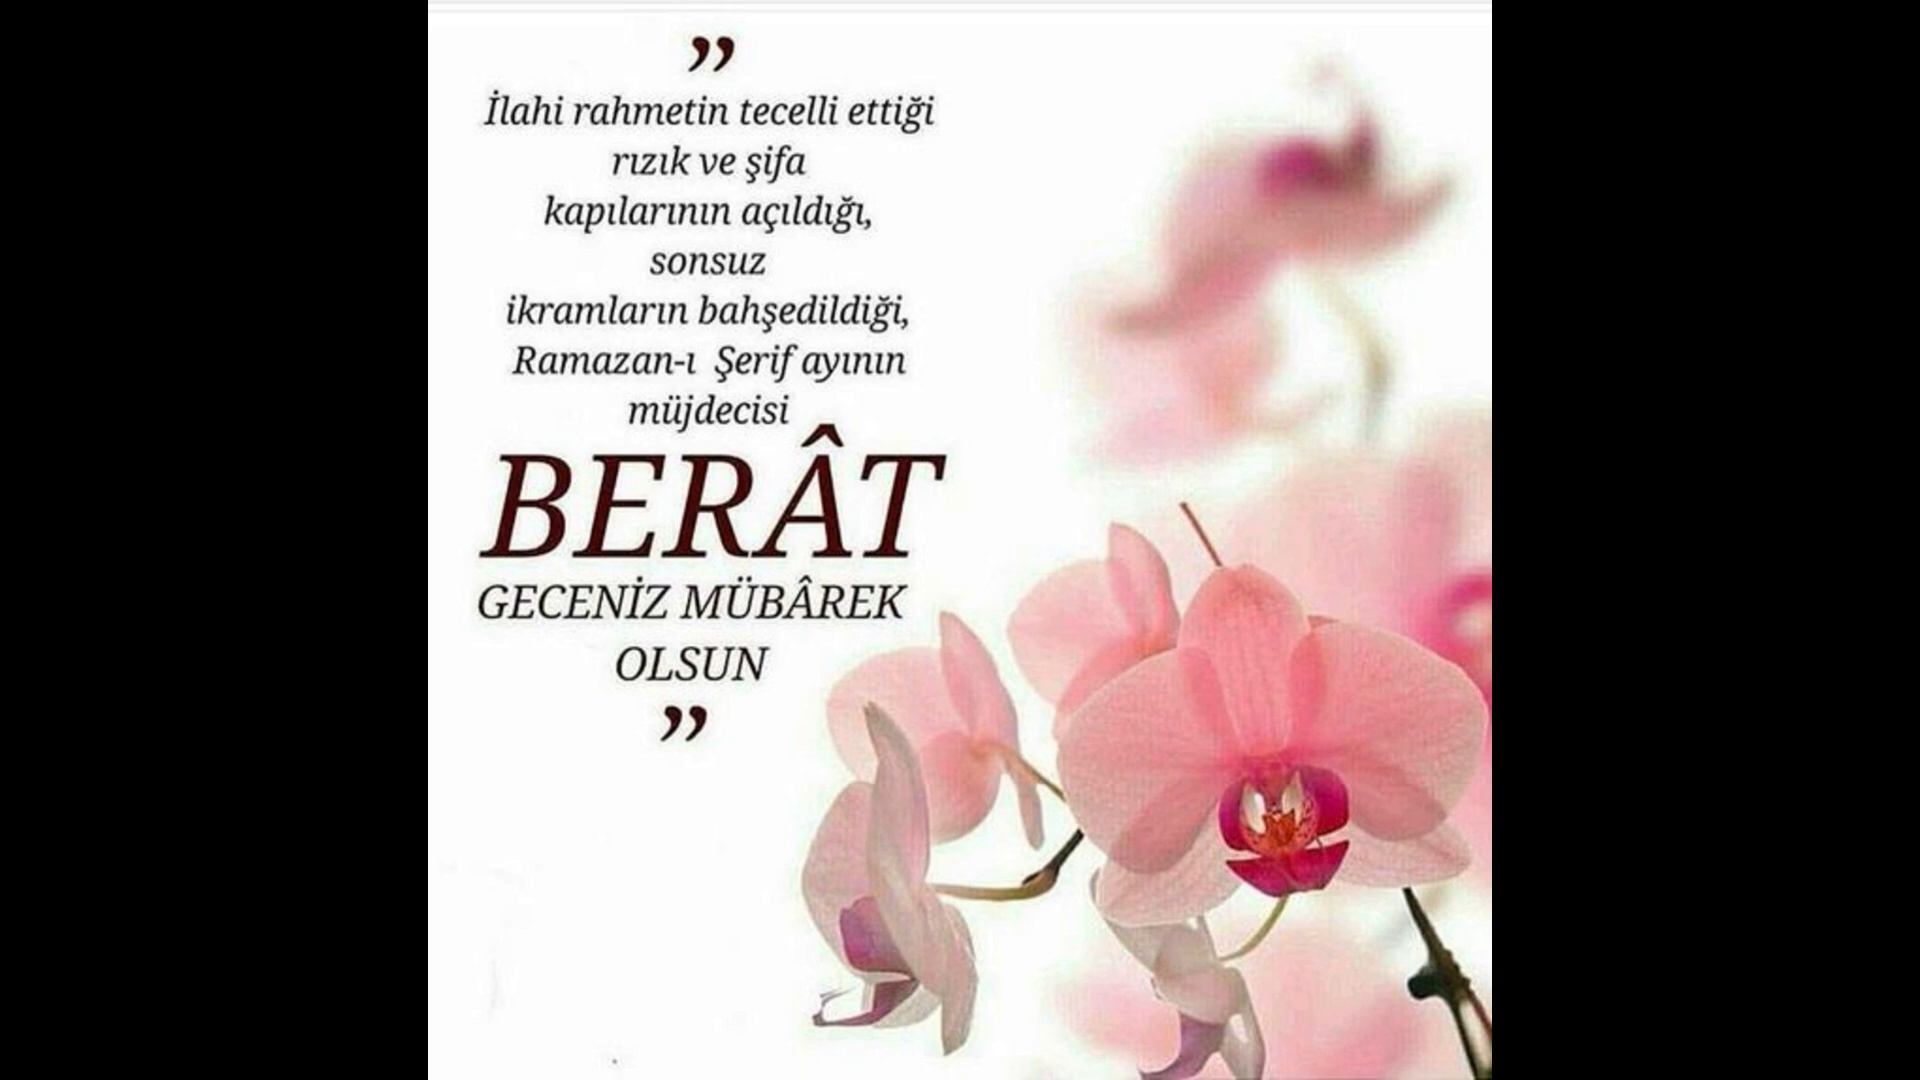 ”
İlahi rahmetin tecelli ettiği
rızık ve şifa
kapılarının açıldığı,
sonsuz
ikramların bahşedildiği,
Ramazan-ı Şerif ayının
müjdecisi
BERÂT
GECENİZ MÜBÂREK
OLSUN
”